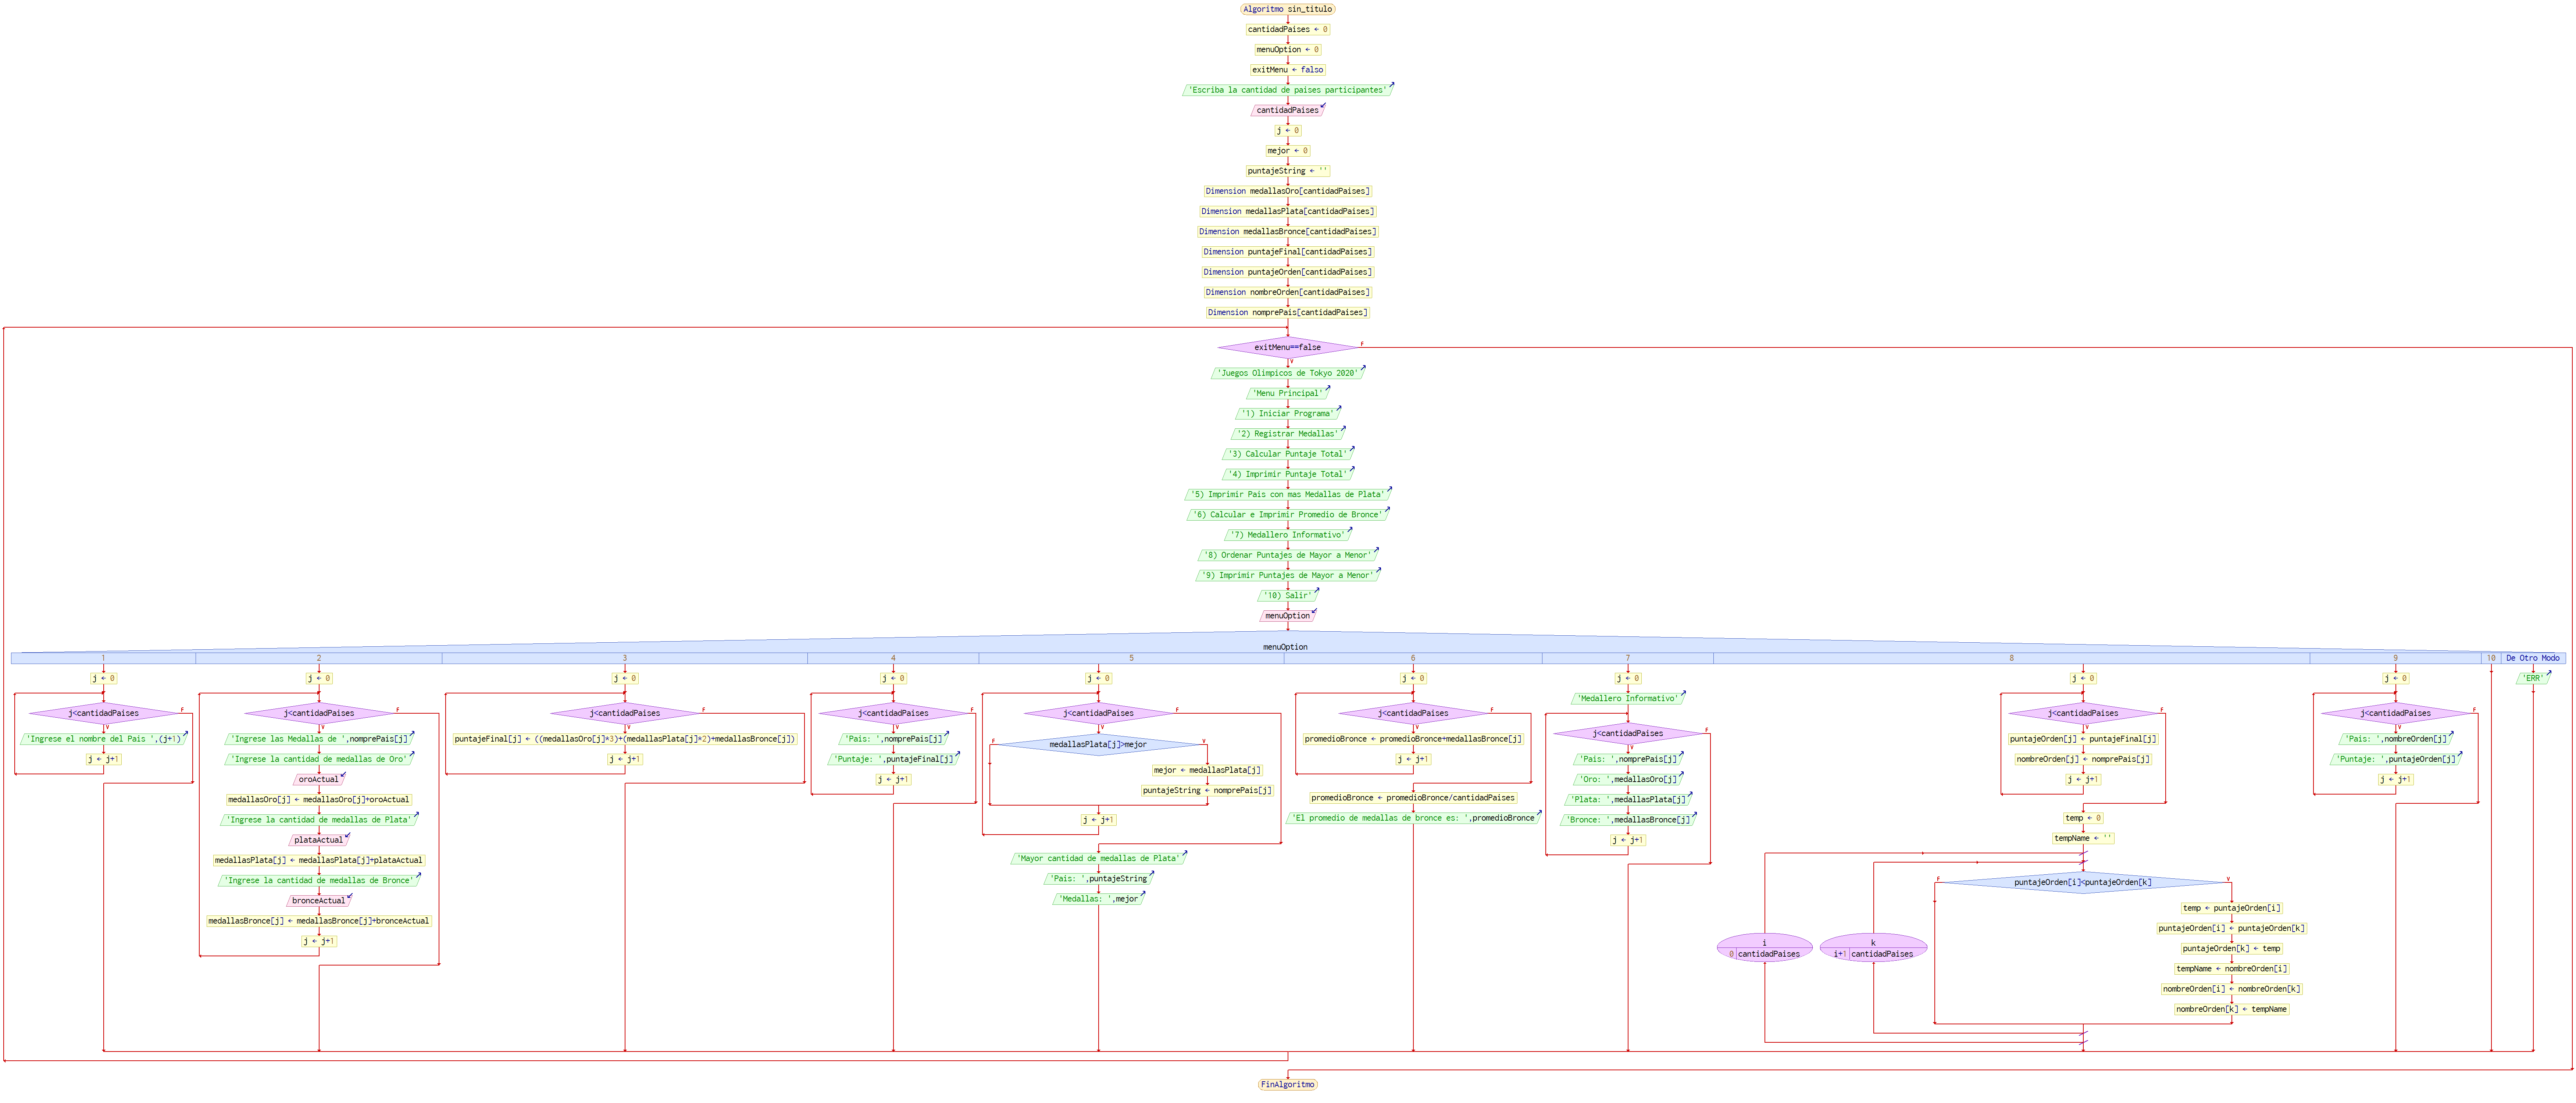 Algoritmo sin_titulo
cantidadPaises ← 0
menuOption ← 0
exitMenu ← falso
'Escriba la cantidad de paises participantes'
cantidadPaises
j ← 0
mejor ← 0
puntajeString ← ''
Dimension medallasOro[cantidadPaises]
Dimension medallasPlata[cantidadPaises]
Dimension medallasBronce[cantidadPaises]
Dimension puntajeFinal[cantidadPaises]
Dimension puntajeOrden[cantidadPaises]
Dimension nombreOrden[cantidadPaises]
Dimension nomprePais[cantidadPaises]
exitMenu==false
F
V
'Juegos Olimpicos de Tokyo 2020'
'Menu Principal'
'1) Iniciar Programa'
'2) Registrar Medallas'
'3) Calcular Puntaje Total'
'4) Imprimir Puntaje Total'
'5) Imprimir Pais con mas Medallas de Plata'
'6) Calcular e Imprimir Promedio de Bronce'
'7) Medallero Informativo'
'8) Ordenar Puntajes de Mayor a Menor'
'9) Imprimir Puntajes de Mayor a Menor'
'10) Salir'
menuOption
menuOption
1
j ← 0
j<cantidadPaises
F
V
'Ingrese el nombre del Pais ',(j+1)
j ← j+1
2
j ← 0
j<cantidadPaises
F
V
'Ingrese las Medallas de ',nomprePais[j]
'Ingrese la cantidad de medallas de Oro'
oroActual
medallasOro[j] ← medallasOro[j]+oroActual
'Ingrese la cantidad de medallas de Plata'
plataActual
medallasPlata[j] ← medallasPlata[j]+plataActual
'Ingrese la cantidad de medallas de Bronce'
bronceActual
medallasBronce[j] ← medallasBronce[j]+bronceActual
j ← j+1
3
j ← 0
j<cantidadPaises
F
V
puntajeFinal[j] ← ((medallasOro[j]*3)+(medallasPlata[j]*2)+medallasBronce[j])
j ← j+1
4
j ← 0
j<cantidadPaises
F
V
'Pais: ',nomprePais[j]
'Puntaje: ',puntajeFinal[j]
j ← j+1
5
j ← 0
j<cantidadPaises
F
V
F
medallasPlata[j]>mejor
V
mejor ← medallasPlata[j]
puntajeString ← nomprePais[j]
j ← j+1
'Mayor cantidad de medallas de Plata'
'Pais: ',puntajeString
'Medallas: ',mejor
6
j ← 0
j<cantidadPaises
F
V
promedioBronce ← promedioBronce+medallasBronce[j]
j ← j+1
promedioBronce ← promedioBronce/cantidadPaises
'El promedio de medallas de bronce es: ',promedioBronce
7
j ← 0
'Medallero Informativo'
j<cantidadPaises
F
V
'Pais: ',nomprePais[j]
'Oro: ',medallasOro[j]
'Plata: ',medallasPlata[j]
'Bronce: ',medallasBronce[j]
j ← j+1
8
j ← 0
j<cantidadPaises
F
V
puntajeOrden[j] ← puntajeFinal[j]
nombreOrden[j] ← nomprePais[j]
j ← j+1
temp ← 0
tempName ← ''
i
0 cantidadPaises
k
i+1 cantidadPaises
F
puntajeOrden[i]<puntajeOrden[k]
V
temp ← puntajeOrden[i]
puntajeOrden[i] ← puntajeOrden[k]
puntajeOrden[k] ← temp
tempName ← nombreOrden[i]
nombreOrden[i] ← nombreOrden[k]
nombreOrden[k] ← tempName
9
j ← 0
j<cantidadPaises
F
V
'Pais: ',nombreOrden[j]
'Puntaje: ',puntajeOrden[j]
j ← j+1
10
De Otro Modo
'ERR'
FinAlgoritmo